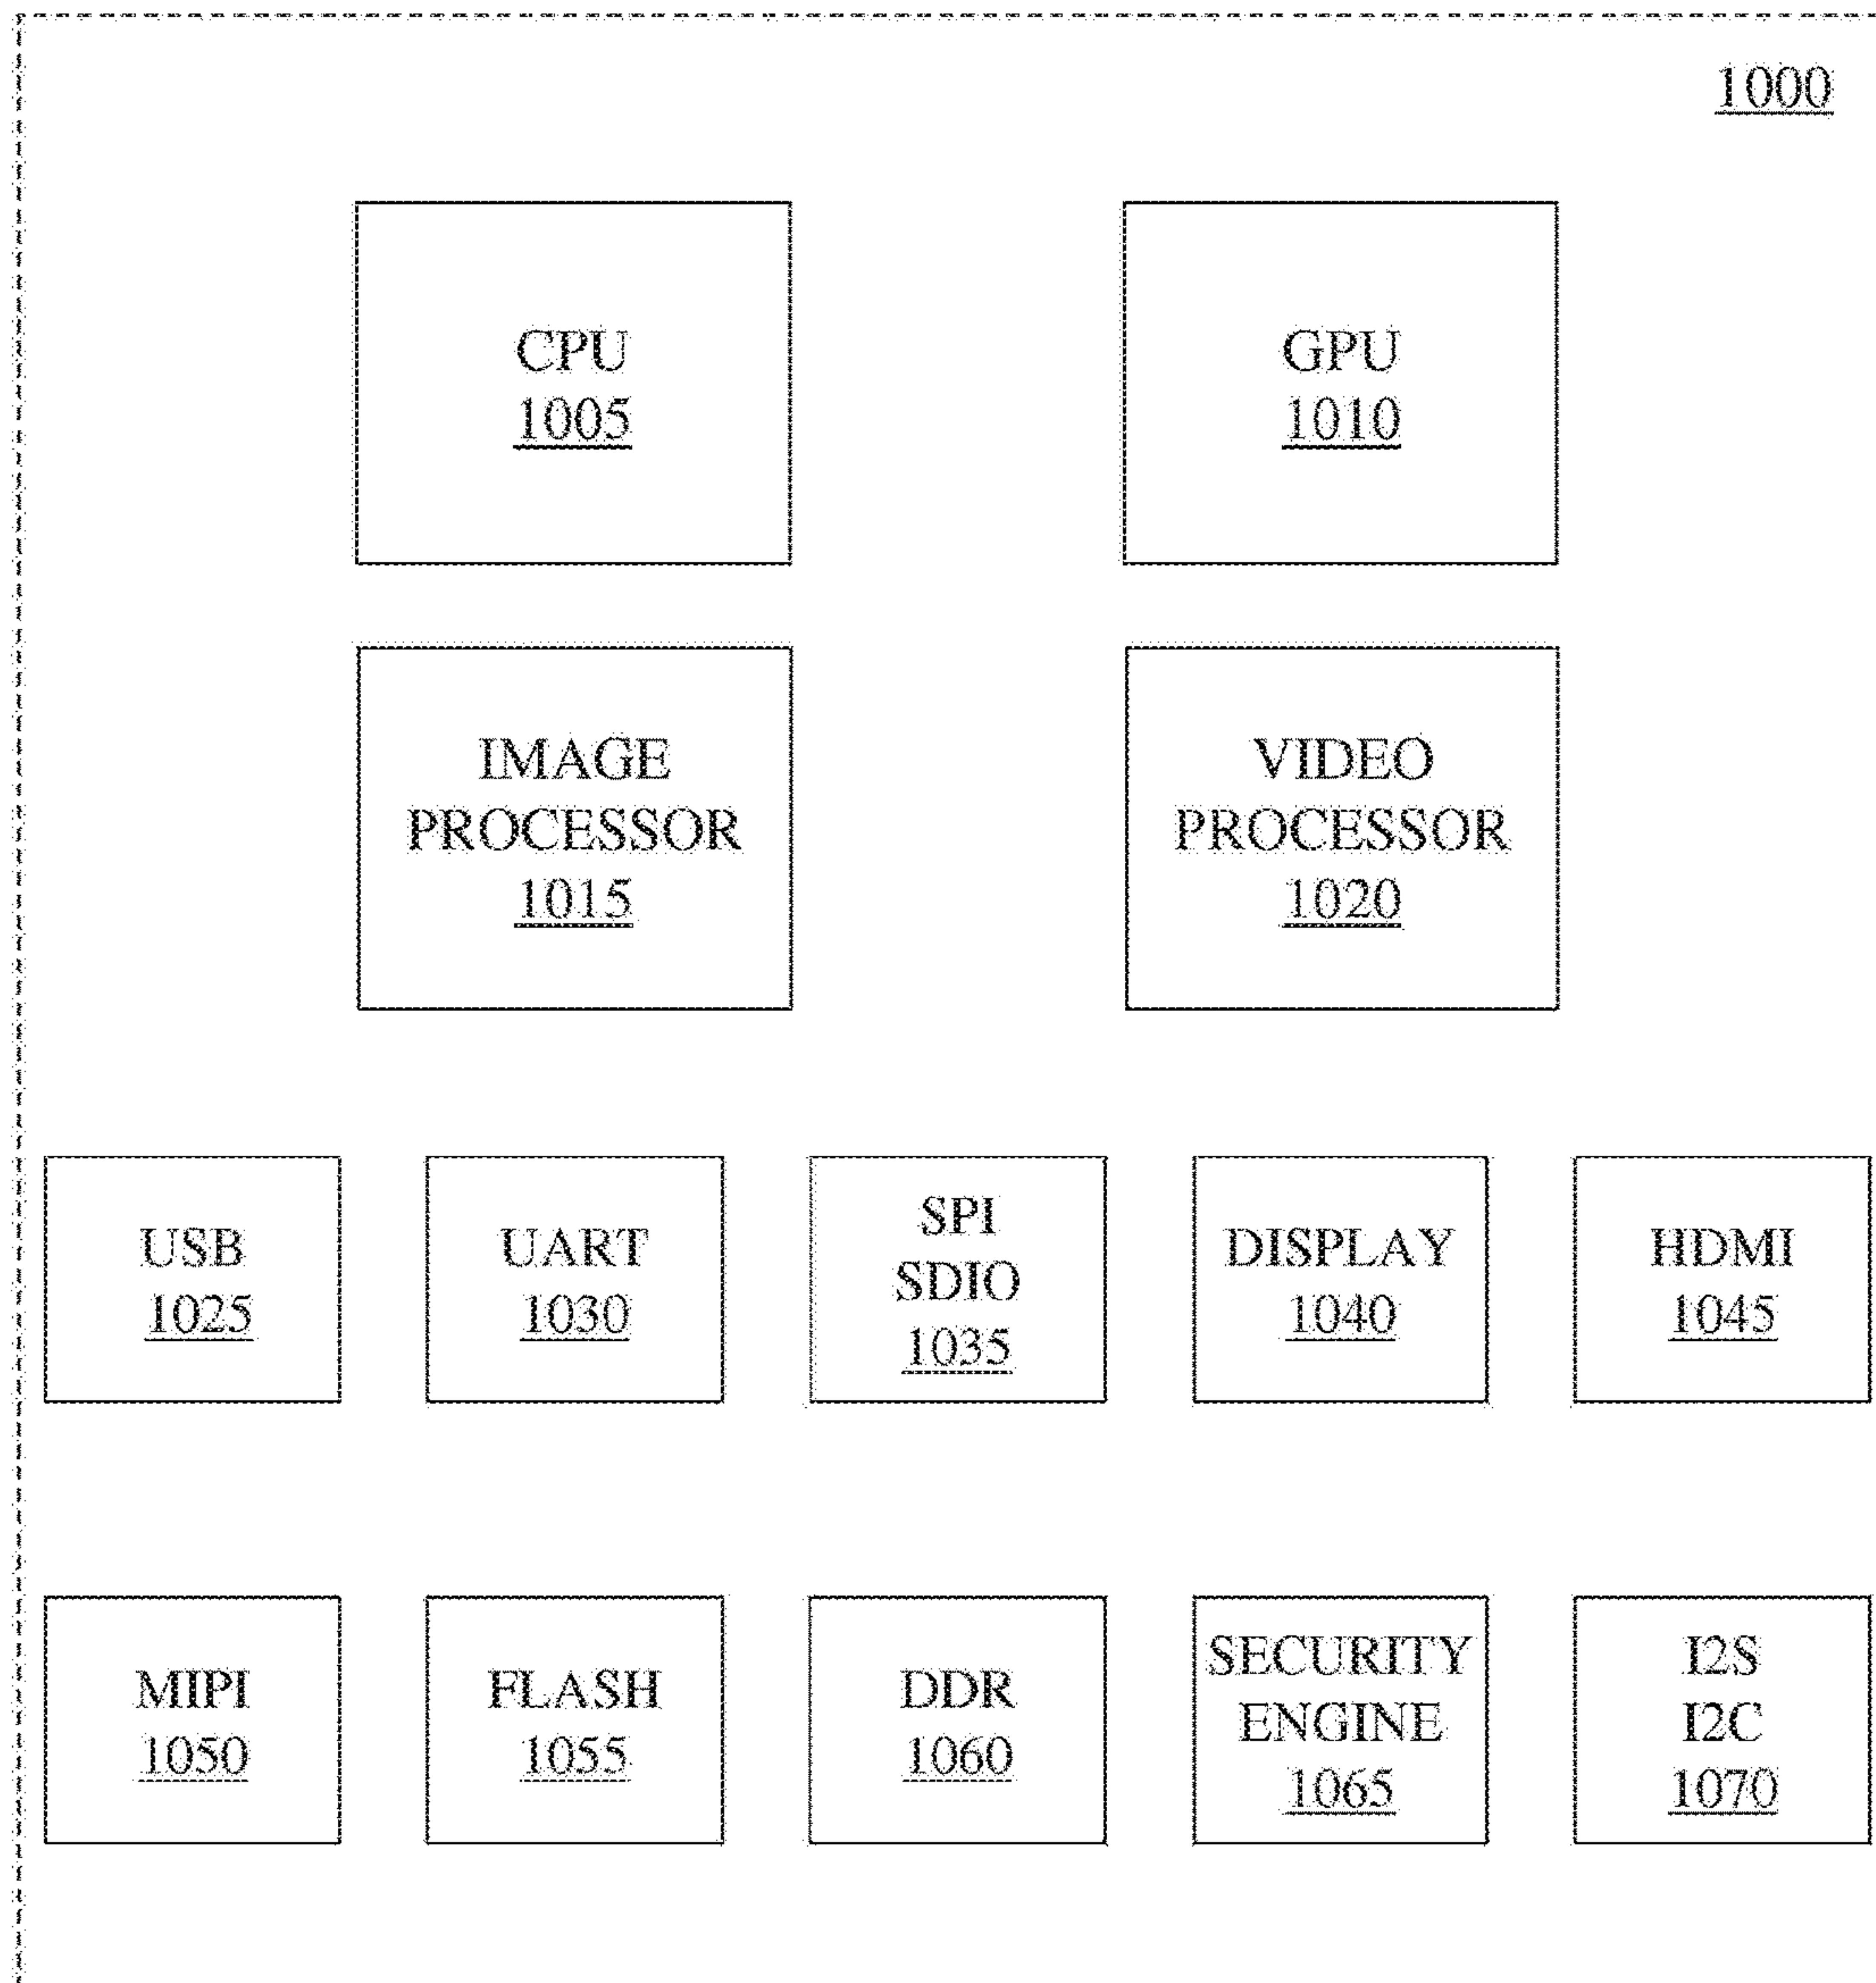 1000
CPU
1005
GPU
1010
IMAGE
PROCESSOR
1015
VIDEO
PROCESSOR
1020
USB
1025
UART
1030
SPI
SDIO
1035
DISPLAY
1040
HDMI
1045
MIPI
1050
FLASH
1055
DDR
1060
SECURITY
ENGINE
1065
I2S
I2C
1070